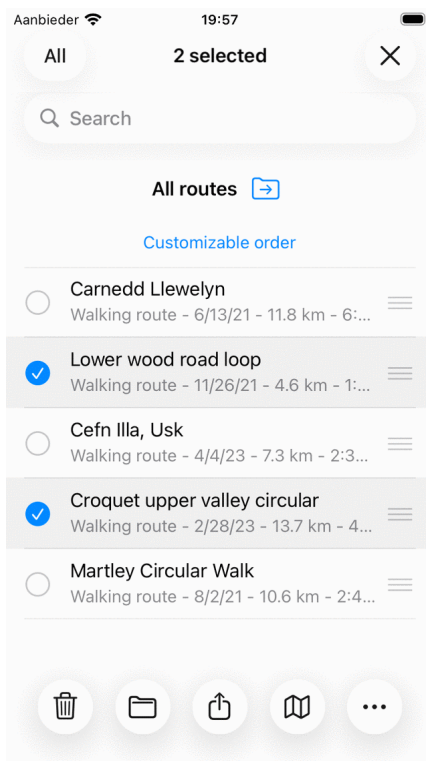 Aanbieder 19:57
All 2 selected
Search
All routes
Customizable order
Carnedd Llewelyn
Walking route - 6/13/21 - 11.8 km - 6:...
Lower wood road loop
Walking route - 11/26/21 - 4.6 km - 1:...
Cefn Illa, Usk
Walking route - 4/4/23 - 7.3 km - 2:3...
Croquet upper valley circular
Walking route - 2/28/23 - 13.7 km - 4...
Martley Circular Walk
Walking route - 8/2/21 - 10.6 km - 2:4...